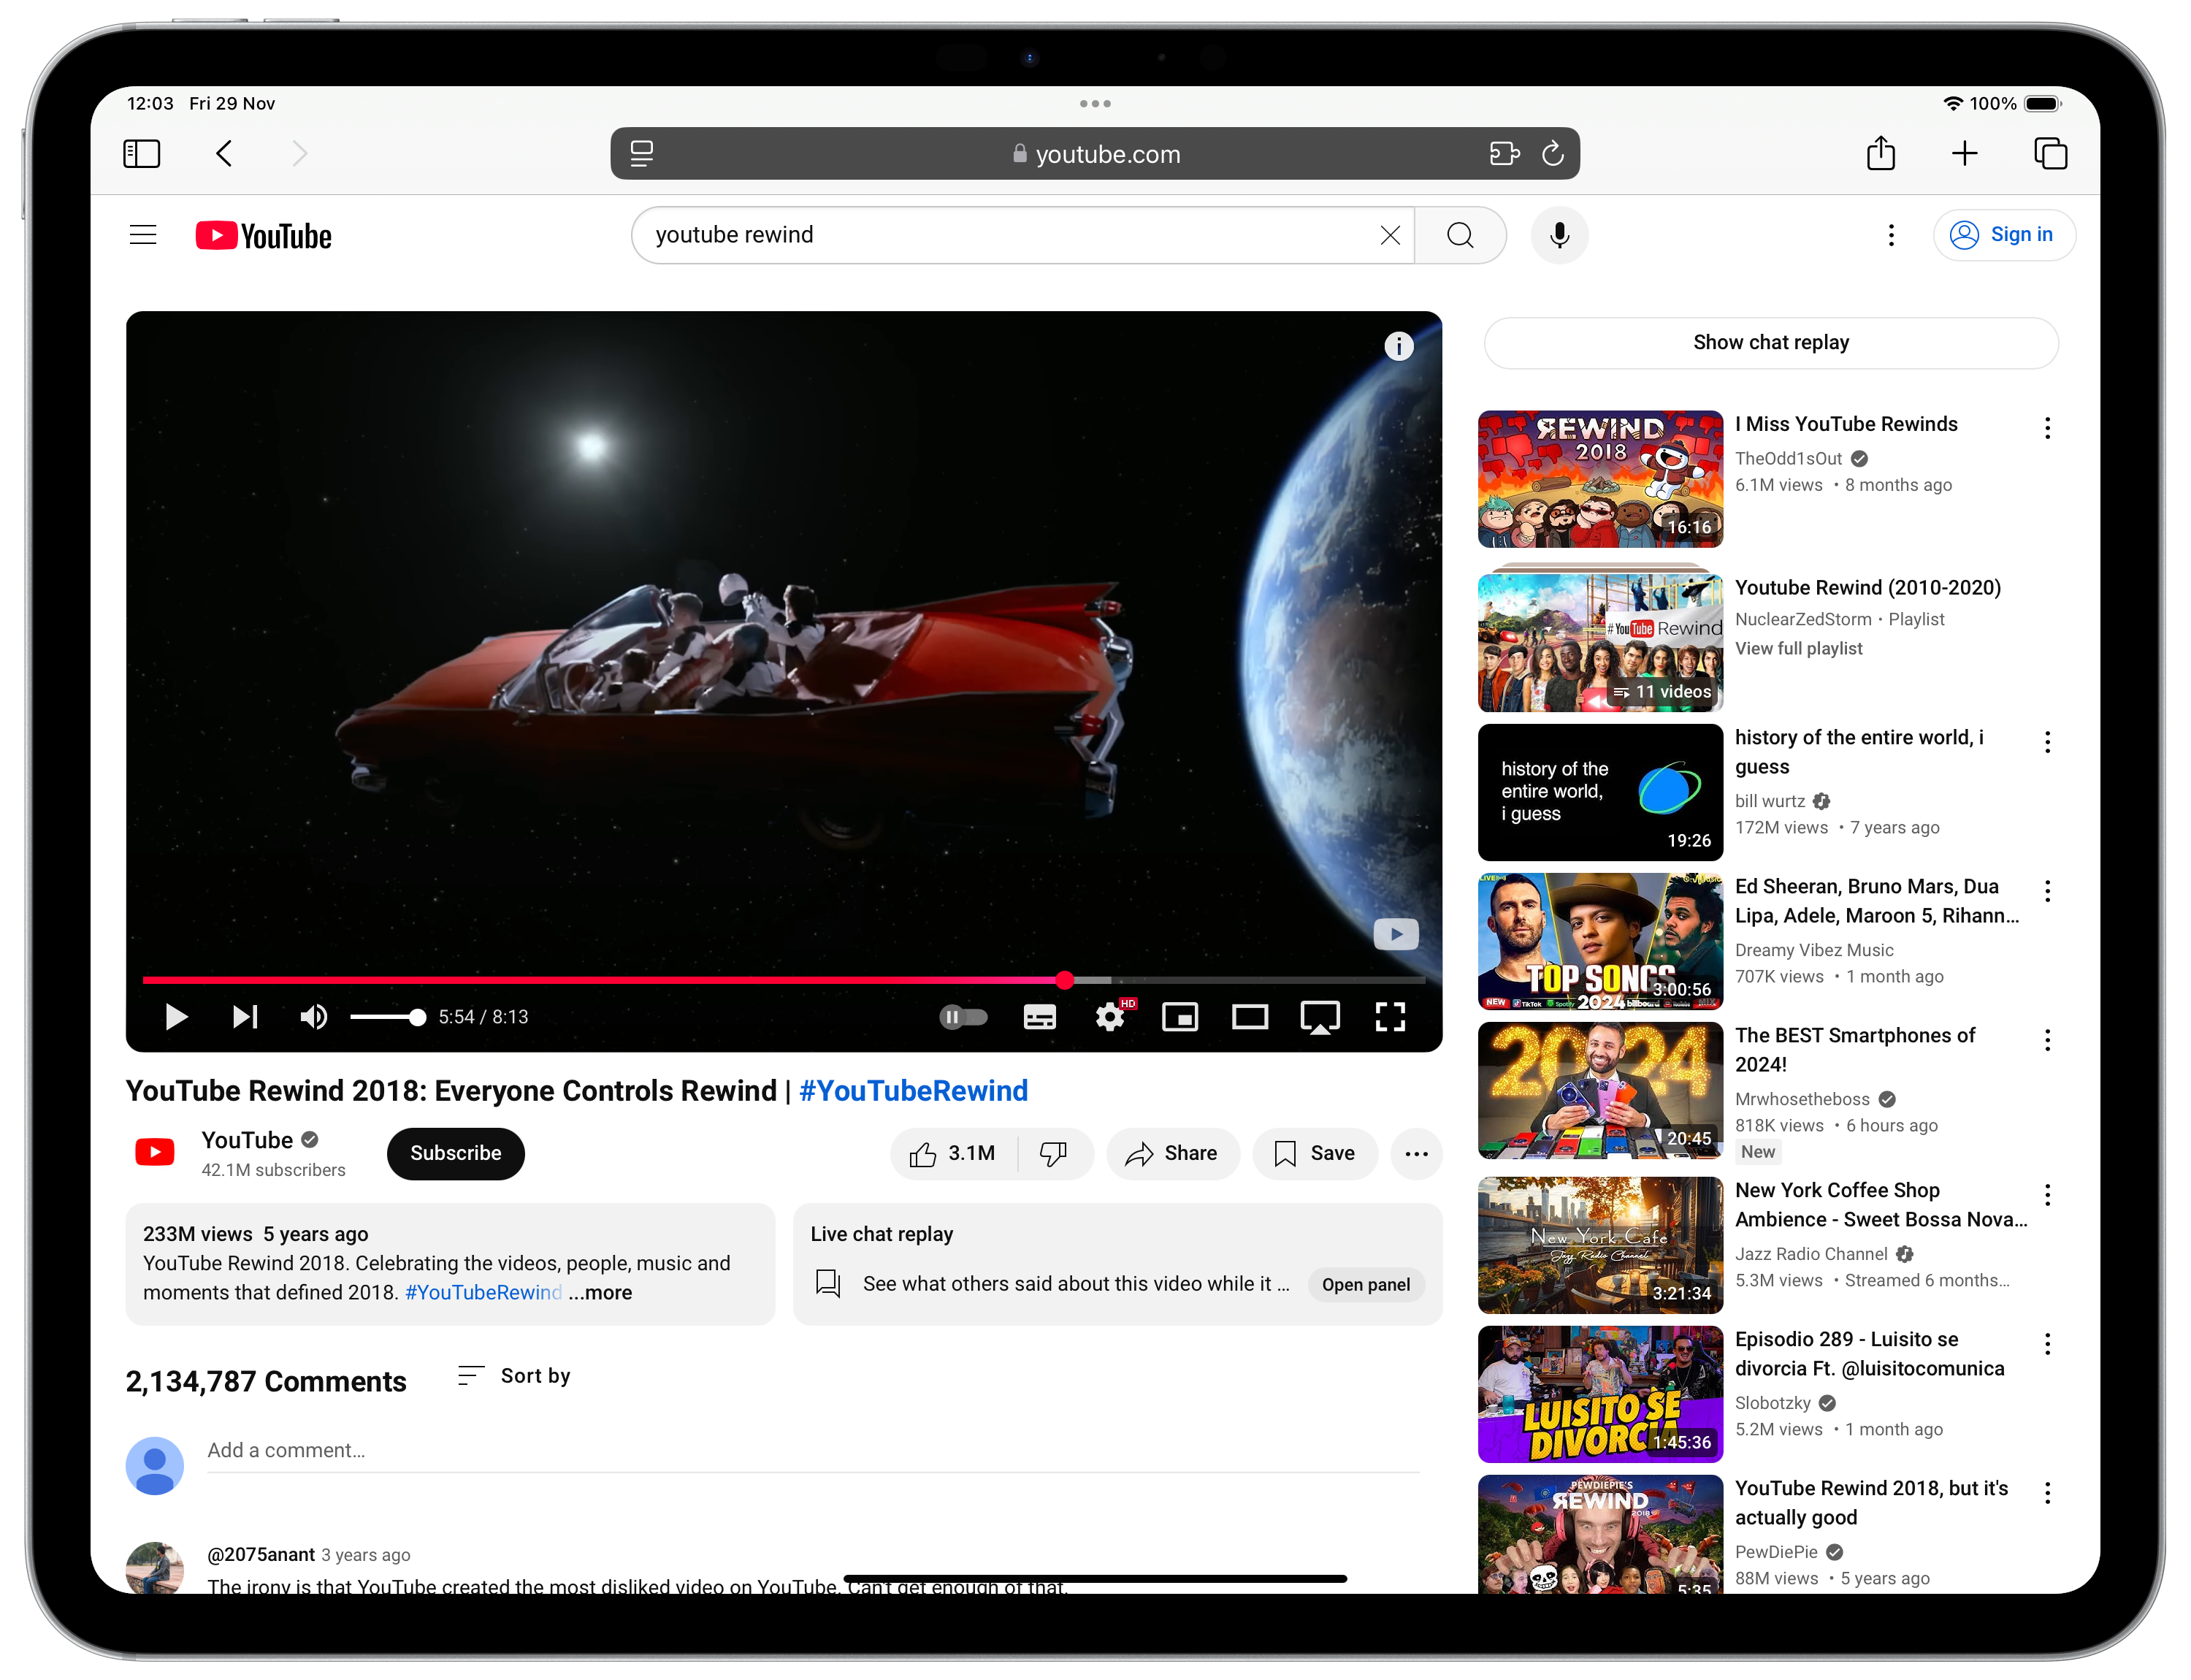 12:03 Fri 29 Nov
100%
youtube.com
YouTube
youtube rewind
Sign in
5:54 / 8:13
HD
YouTube Rewind 2018: Everyone Controls Rewind | #YouTubeRewind
YouTube
42.1M subscribers
Subscribe
3.1M
Share
Save
233M views 5 years ago
YouTube Rewind 2018. Celebrating the videos, people, music and
moments that defined 2018. #YouTubeRewind ...more
Live chat replay
See what others said about this video while it ...
Open panel
2,134,787 Comments
Sort by
Add a comment...
@2075anant 3 years ago
The irony is that YouTube created the most disliked video on YouTube. Can't get enough of that.
Show chat replay
REWIND
2018
16:16
I Miss YouTube Rewinds
TheOdd1sOut
6.1M views • 8 months ago
#YouTube Rewind
11 videos
Youtube Rewind (2010-2020)
NuclearZedStorm • Playlist
View full playlist
history of the
entire world,
i guess
19:26
history of the entire world, i
guess
bill wurtz
172M views • 7 years ago
LIVE
TOP SONGS
3:00:56
NEW
TikTok
Spotify
2024
billboard
MIX
Ed Sheeran, Bruno Mars, Dua
Lipa, Adele, Maroon 5, Rihann...
Dreamy Vibez Music
707K views • 1 month ago
2024
20:45
The BEST Smartphones of
2024!
Mrwhosetheboss
818K views • 6 hours ago
New
New York Cafe
Jazz Radio Channel
3:21:34
New York Coffee Shop
Ambience - Sweet Bossa Nova...
Jazz Radio Channel
5.3M views • Streamed 6 months...
LUISITO SE
DIVORCIA
1:45:36
Episodio 289 - Luisito se
divorcia Ft. @luisitocomunica
Slobotzky
5.2M views • 1 month ago
PEWDIEPIE'S
REWIND
2018
5:35
YouTube Rewind 2018, but it's
actually good
PewDiePie
88M views • 5 years ago